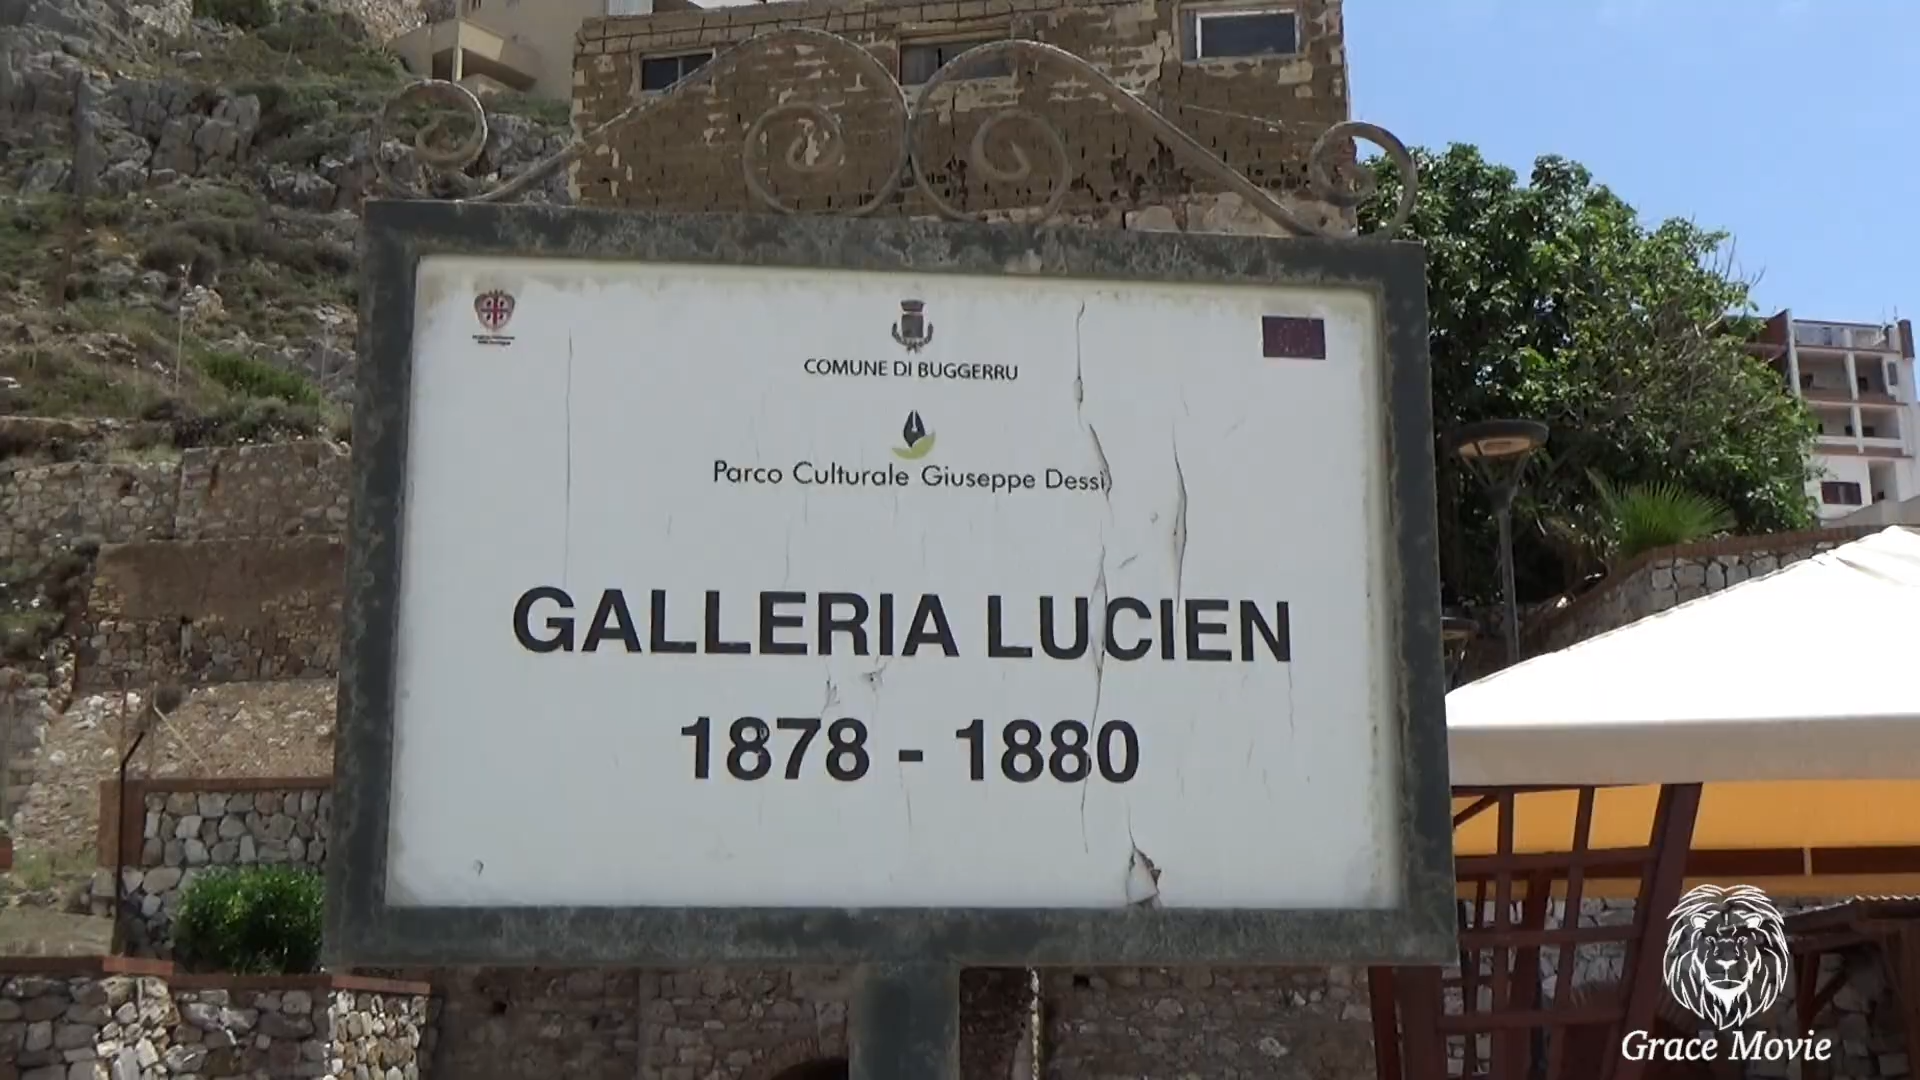 COMUNE DI BUGGERRU
Parco Culturale Giuseppe Dessì
GALLERIA LUCIEN
1878 - 1880
Grace Movie